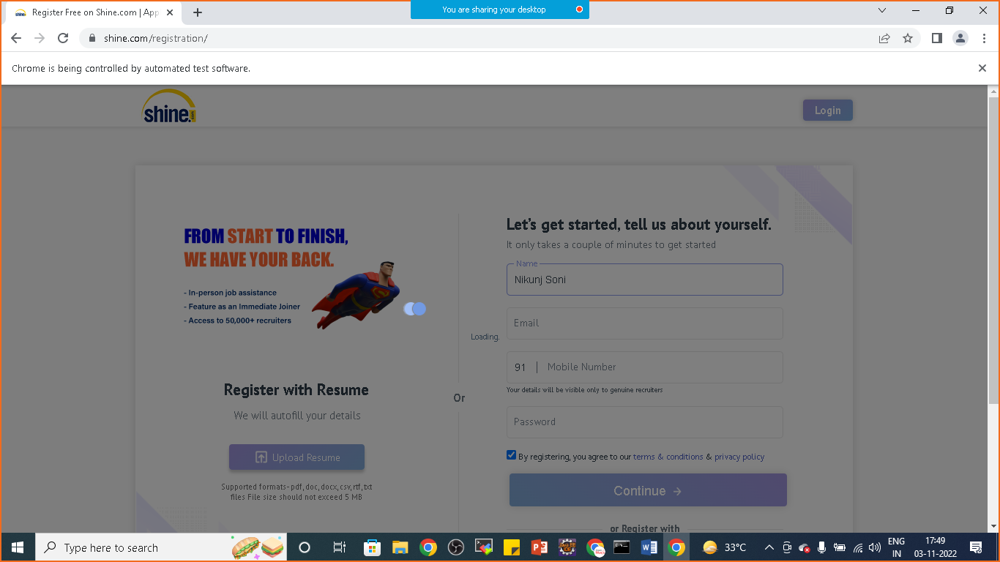 Register Free on Shine.com | App
You are sharing your desktop
shine.com/registration/
Chrome is being controlled by automated test software.
shine.com
Login
FROM START TO FINISH,
WE HAVE YOUR BACK.
- In-person job assistance
- Feature as an Immediate Joiner
- Access to 50,000+ recruiters
Register with Resume
We will autofill your details
Upload Resume
Supported formats-pdf, doc, docx, csv, rtf, txt
files File size should not exceed 5 MB
Loading.
Or
Let's get started, tell us about yourself.
It only takes a couple of minutes to get started
Name
Nikunj Soni
Email
91 | Mobile Number
Your details will be visible only to genuine recruiters
Password
By registering, you agree to our terms & conditions & privacy policy
Continue →
or Register with
Type here to search
33°C
ENG
IN
17:49
03-11-2022